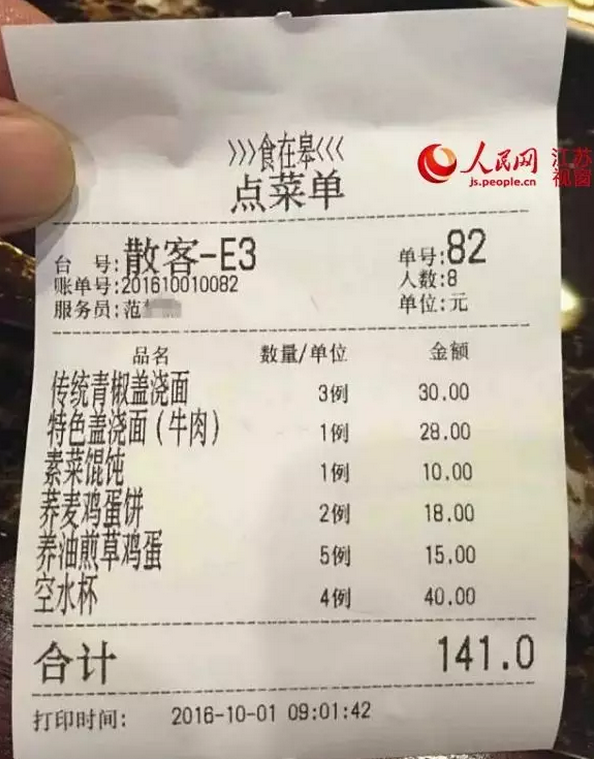 人民网 江苏视窗
js.people.cn
>>>食在皋<<<
点菜单
台 号:散客-E3 单号:82
账单号:201610010082 人数:8
服务员:范 单位:元
品名 数量/单位 金额
传统青椒盖浇面 3例 30.00
特色盖浇面(牛肉) 1例 28.00
素菜馄饨 1例 10.00
荞麦鸡蛋饼 2例 18.00
养油煎草鸡蛋 5例 15.00
空水杯 4例 40.00
合计 141.0
打印时间: 2016-10-01 09:01:42